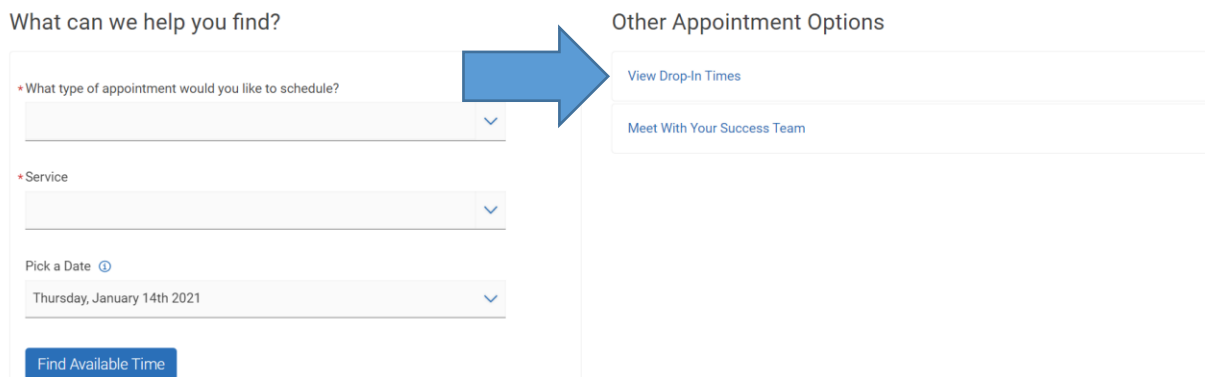 What can we help you find?
* What type of appointment would you like to schedule?
* Service
Pick a Date
Thursday, January 14th 2021
Find Available Time
Other Appointment Options
View Drop-In Times
Meet With Your Success Team